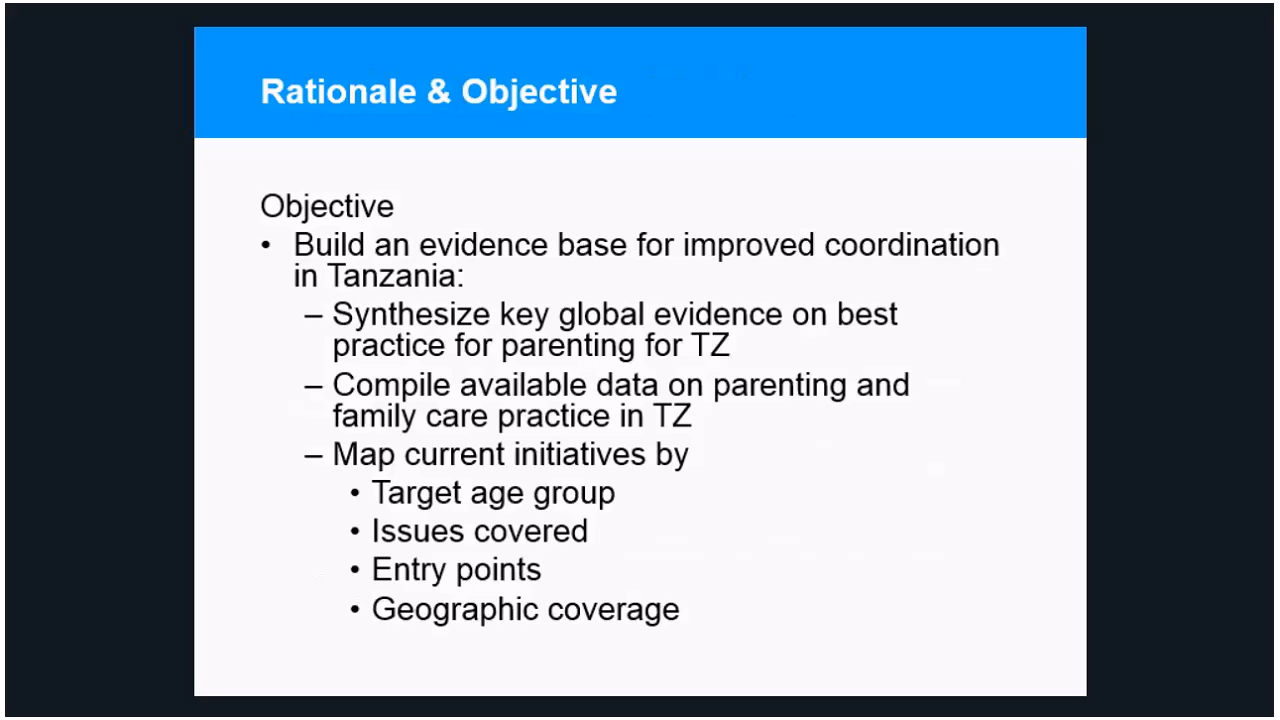 Rationale & Objective
Objective
• Build an evidence base for improved coordination
in Tanzania:
– Synthesize key global evidence on best
practice for parenting for TZ
– Compile available data on parenting and
family care practice in TZ
– Map current initiatives by
• Target age group
• Issues covered
• Entry points
• Geographic coverage